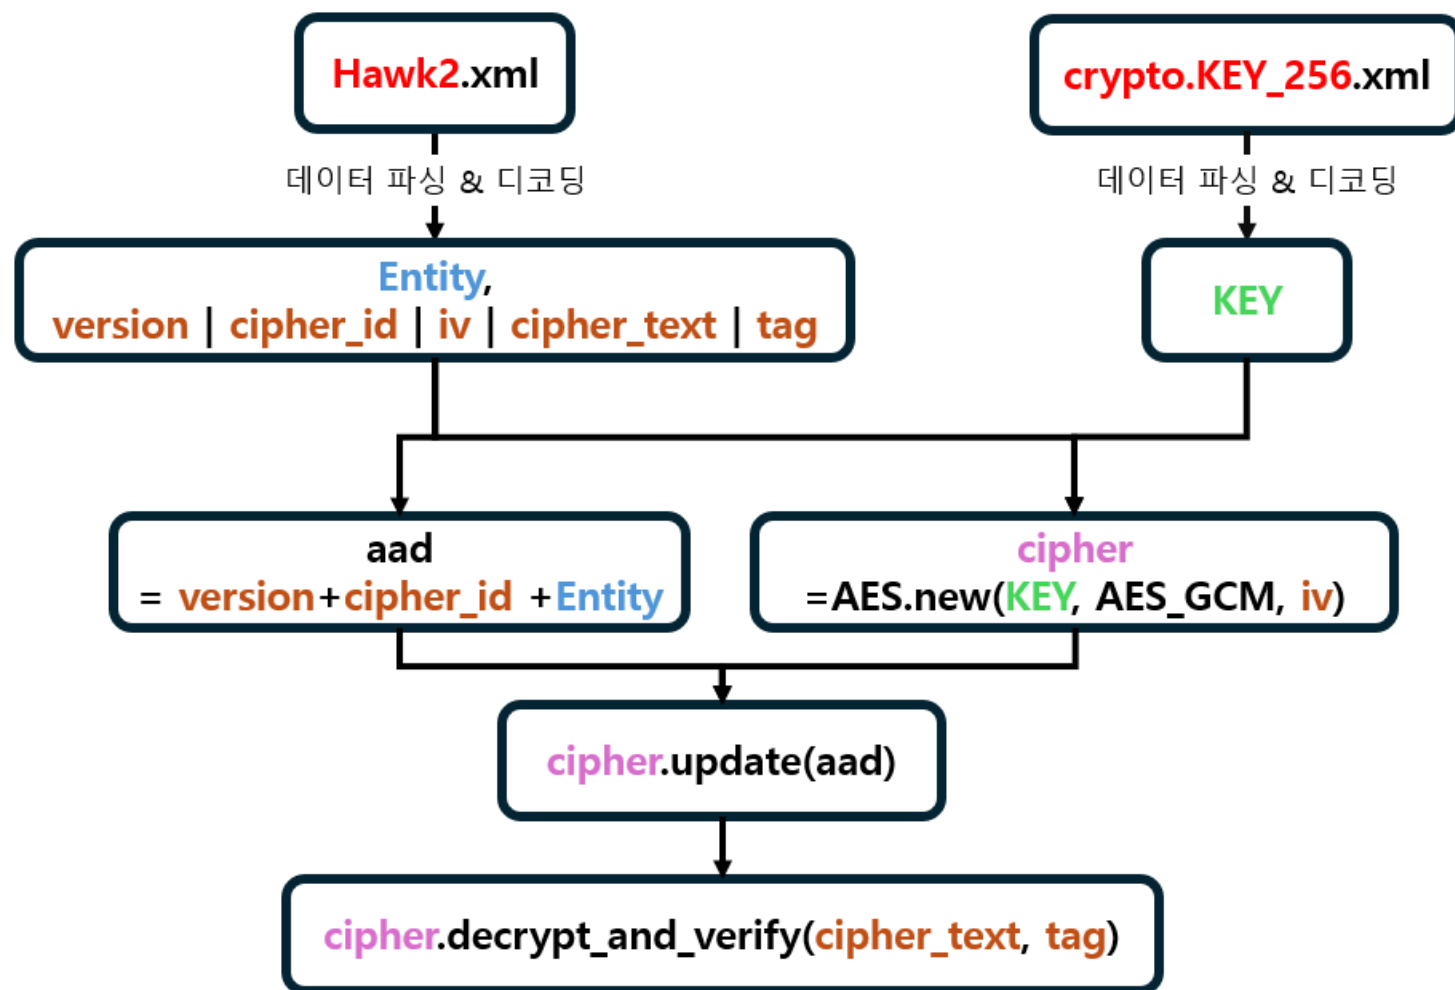 Hawk2.xml
crypto.KEY_256.xml
데이터 파싱 & 디코딩
데이터 파싱 & 디코딩
Entity,
version | cipher_id | iv | cipher_text | tag
KEY
aad
= version+cipher_id +Entity
cipher
=AES.new(KEY, AES_GCM, iv)
cipher.update(aad)
cipher.decrypt_and_verify(cipher_text, tag)